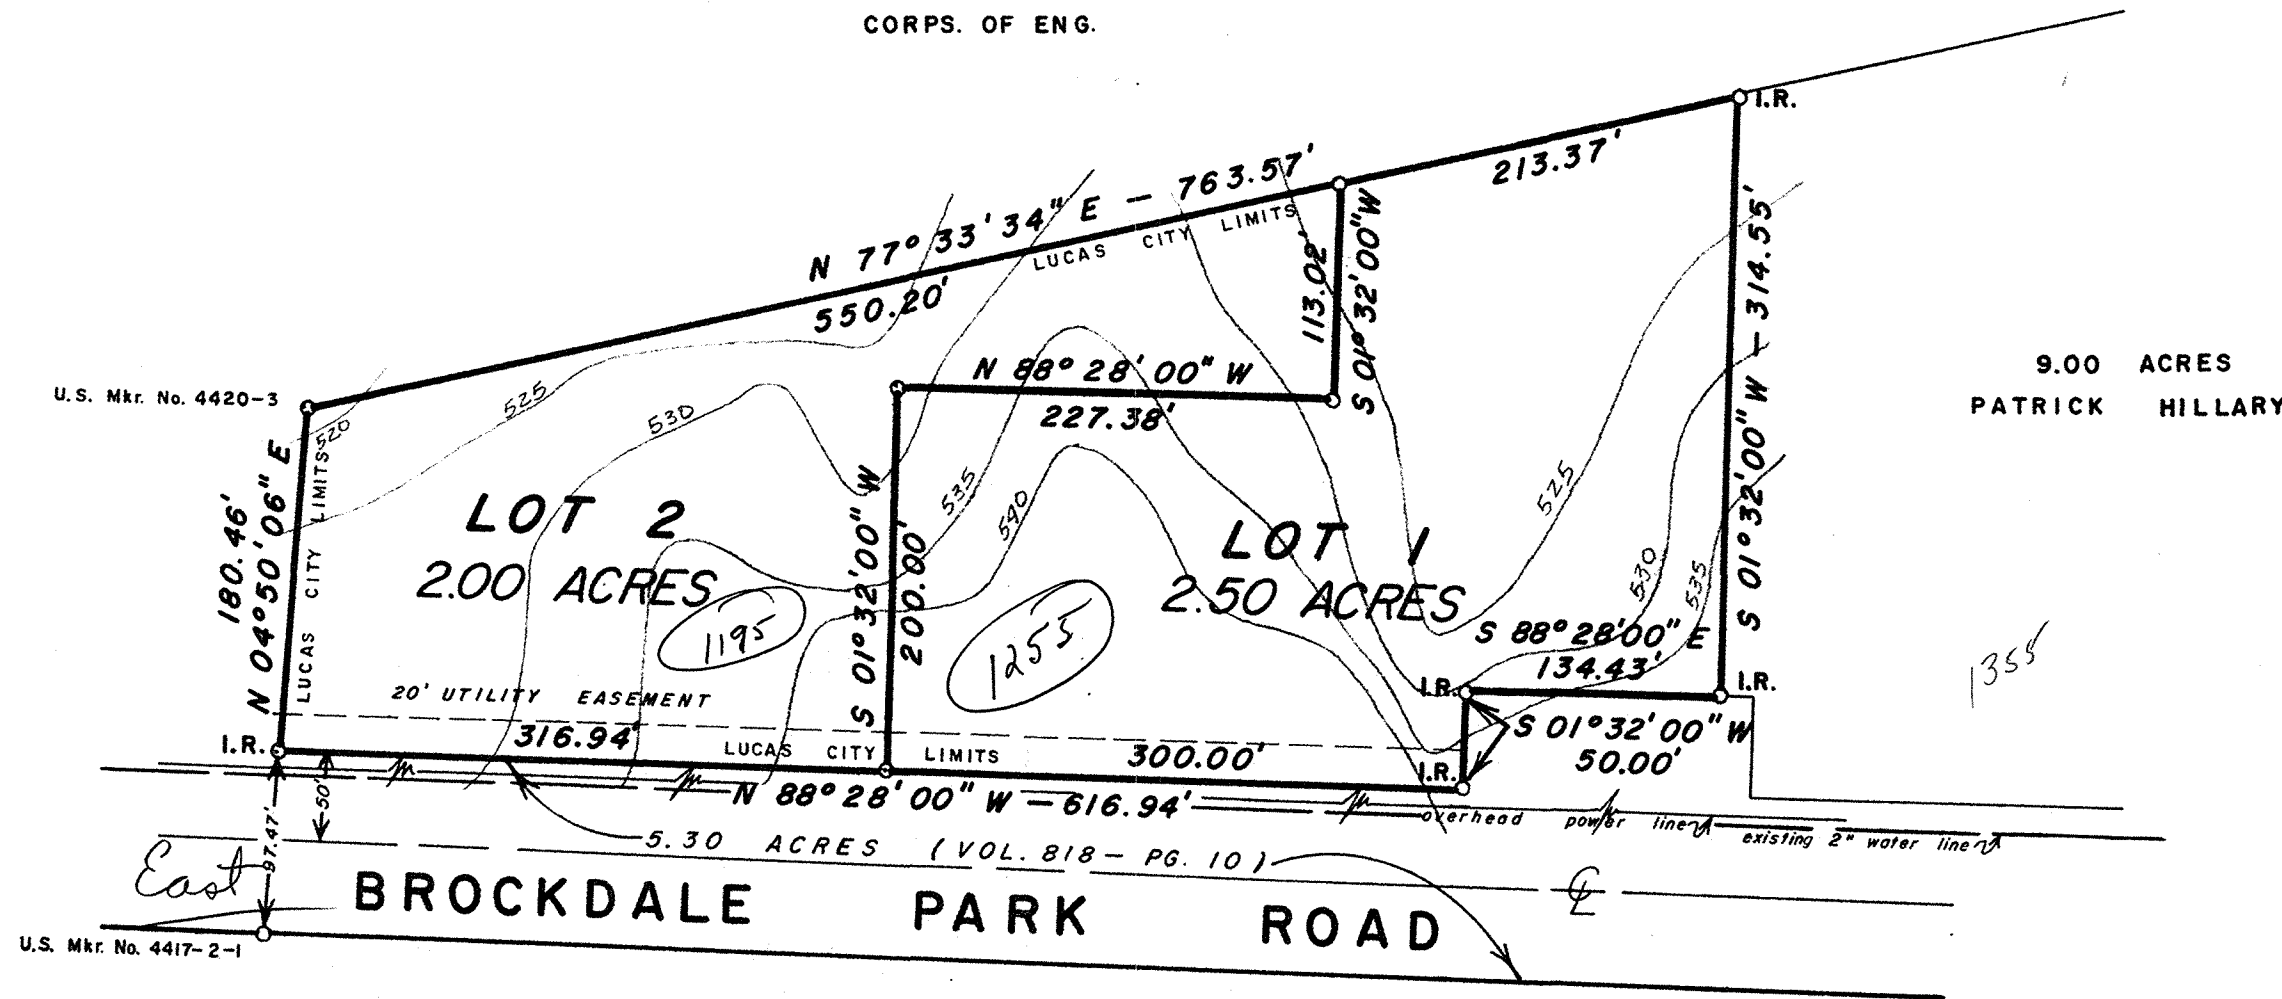 CORPS. OF ENG.
I.R.
213.37'
N 77° 33' 34" E — 763.57'
LUCAS CITY LIMITS
550.20'
113.02'
S 01° 32' 00" W
S 01° 32' 00" W — 314.55'
9.00 ACRES
PATRICK HILLARY
U.S. Mkr. No. 4420-3
N 88° 28' 00" W
227.38'
520
525
530
535
540
525
530
535
180.46'
N 04° 50' 06" E
LUCAS CITY LIMITS
LOT 2
2.00 ACRES
1195
S 01° 32' 00" W
200.00'
LOT 1
2.50 ACRES
1255
S 88° 28' 00" E
134.43'
I.R.
I.R.
1355
S 01° 32' 00" W
50.00'
20' UTILITY EASEMENT
I.R.
316.94'
LUCAS CITY LIMITS
300.00'
I.R.
N 88° 28' 00" W — 616.94'
overhead power line
existing 2" water line
50'
97.47'
5.30 ACRES (VOL. 818 — PG. 10)
East
BROCKDALE PARK ROAD
CL
U.S. Mkr. No. 4417-2-1